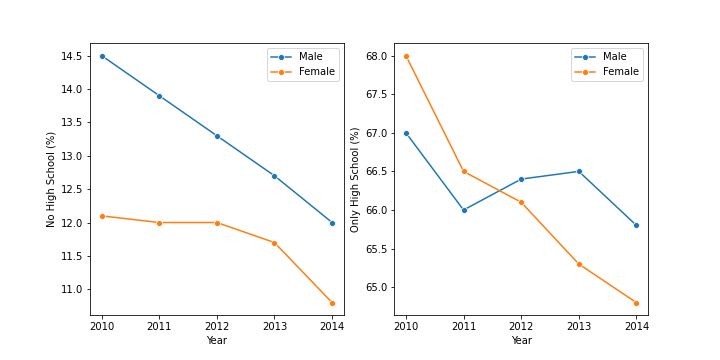 14.5
14.0
13.5
13.0
12.5
12.0
11.5
11.0
No High School (%)
2010 2011 2012 2013 2014
Year
Male
Female
68.0
67.5
67.0
66.5
66.0
65.5
65.0
Only High School (%)
2010 2011 2012 2013 2014
Year
Male
Female